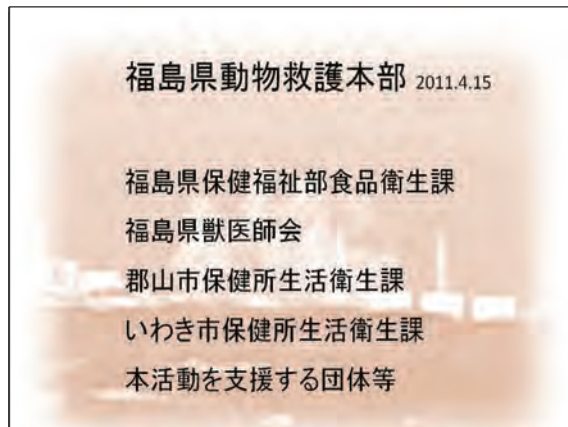 福島県動物救護本部 2011.4.15
福島県保健福祉部食品衛生課
福島県獣医師会
郡山市保健所生活衛生課
いわき市保健所生活衛生課
本活動を支援する団体等